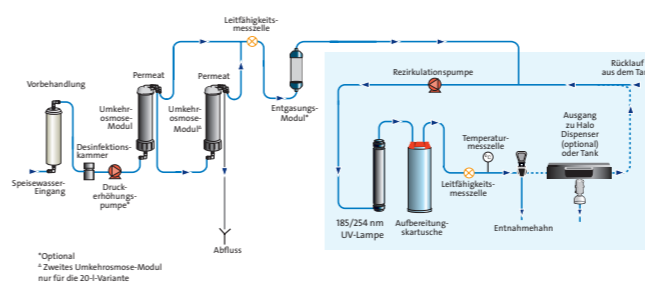 Leitfähigkeits-
messzelle
Vorbehandlung
Permeat
Permeat
Umkehr-
osmose-
Modul
Umkehr-
osmose-
Modul△
Entgasungs-
Modul*
Desinfektions-
kammer
Speisewasser-
Eingang
Druck-
erhöhungs-
pumpe*
Abfluss
*Optional
△ Zweites Umkehrosmose-Modul
nur für die 20-l-Variante
Rezirkulationspumpe
Rücklauf
aus dem Tank
Ausgang
zu Halo
Dispenser
(optional)
oder Tank
Temperatur-
messzelle
°C
Leitfähigkeits-
messzelle
185/254 nm
UV-Lampe
Aufbereitungs-
kartusche
Entnahmehahn